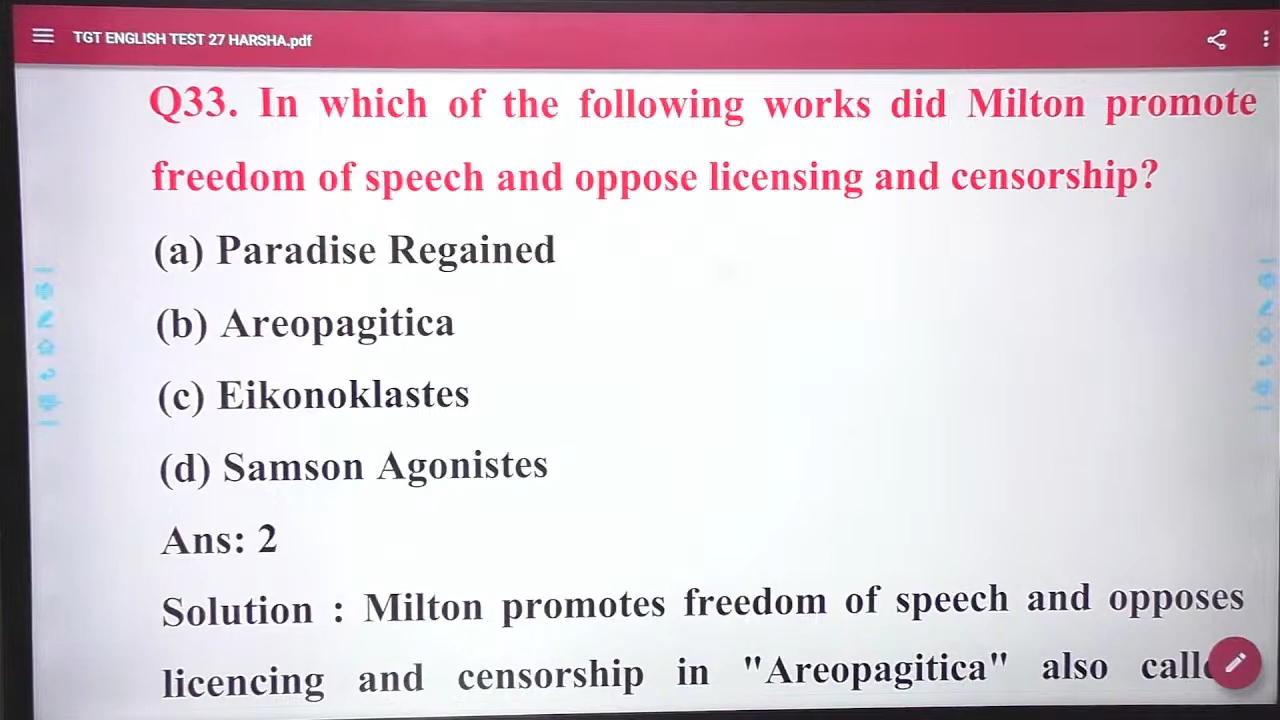 TGT ENGLISH TEST 27 HARSHA.pdf
Q33. In which of the following works did Milton promote
freedom of speech and oppose licensing and censorship?
(a) Paradise Regained
(b) Areopagitica
(c) Eikonoklastes
(d) Samson Agonistes
Ans: 2
Solution : Milton promotes freedom of speech and opposes
licencing and censorship in "Areopagitica" also